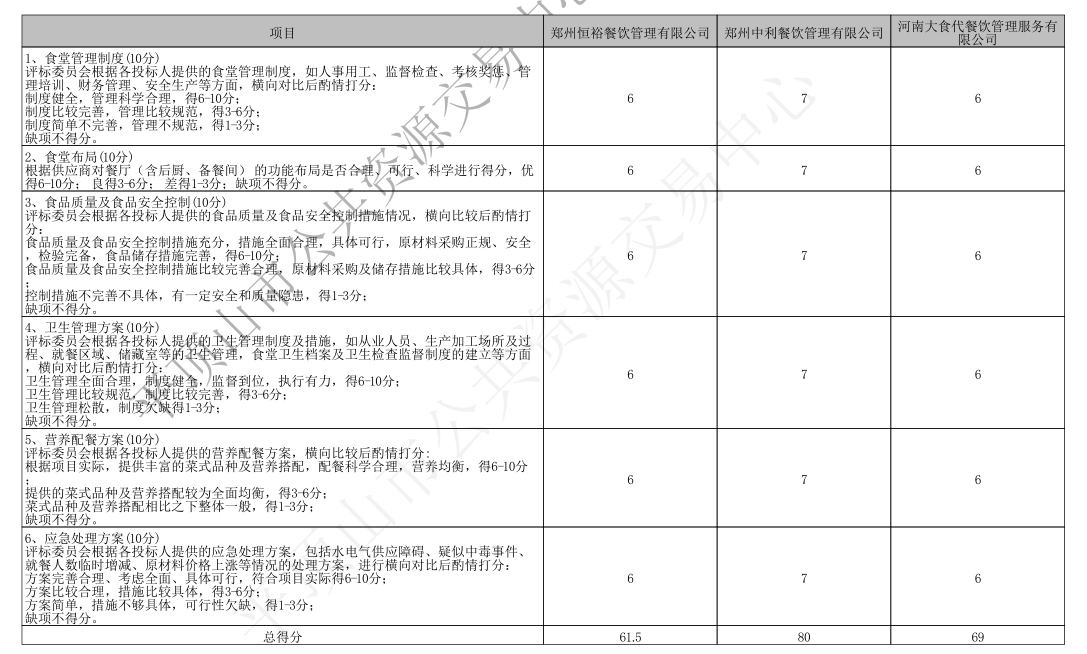 项目 郑州恒裕餐饮管理有限公司 郑州中利餐饮管理有限公司 河南大食代餐饮管理服务有
限公司
1、食堂管理制度(10分)
评标委员会根据各投标人提供的食堂管理制度，如人事用工、监督检查、考核奖惩、管
理培训、财务管理、安全生产等方面，横向对比后酌情打分：
制度健全，管理科学合理，得6-10分；
制度比较完善，管理比较规范，得3-6分；
制度简单不完善，管理不规范，得1-3分；
缺项不得分。
6 7 6
2、食堂布局(10分)
根据供应商对餐厅（含后厨、备餐间） 的功能布局是否合理、可行、科学进行得分，优
得6-10分； 良得3-6分； 差得1-3分；缺项不得分。
6 7 6
3、食品质量及食品安全控制(10分)
评标委员会根据各投标人提供的食品质量及食品安全控制措施情况，横向比较后酌情打
分：
食品质量及食品安全控制措施充分，措施全面合理，具体可行，原材料采购正规、安全
，检验完备，食品储存措施完善，得6-10分；
食品质量及食品安全控制措施比较完善合理，原材料采购及储存措施比较具体，得3-6分
；
控制措施不完善不具体，有一定安全和质量隐患，得1-3分；
缺项不得分。
6 7 6
4、卫生管理方案(10分)
评标委员会根据各投标人提供的卫生管理制度及措施，如从业人员、生产加工场所及过
程、就餐区域、储藏室等的卫生管理，食堂卫生档案及卫生检查监督制度的建立等方面
，横向对比后酌情打分：
卫生管理全面合理，制度健全，监督到位，执行有力，得6-10分；
卫生管理比较规范，制度比较完善，得3-6分；
卫生管理松散，制度欠缺得1-3分；
缺项不得分。
6 7 6
5、营养配餐方案(10分)
评标委员会根据各投标人提供的营养配餐方案，横向比较后酌情打分：
根据项目实际，提供丰富的菜式品种及营养搭配，配餐科学合理，营养均衡，得6-10分
；
提供的菜式品种及营养搭配较为全面均衡，得3-6分；
菜式品种及营养搭配相比之下整体一般，得1-3分；
缺项不得分。
6 7 6
6、应急处理方案(10分)
评标委员会根据各投标人提供的应急处理方案，包括水电气供应障碍、疑似中毒事件、
就餐人数临时增减、原材料价格上涨等情况的处理方案，进行横向对比后酌情打分：
方案完善合理、考虑全面、具体可行，符合项目实际得6-10分；
方案比较合理，措施比较具体，得3-6分；
方案简单，措施不够具体，可行性欠缺，得1-3分；
缺项不得分。
6 7 6
总得分 61.5 80 69
平顶山市公共资源交易中心
平顶山市公共资源交易中心